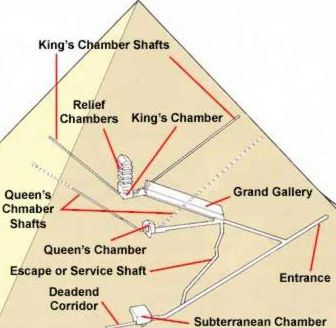 King's Chamber Shafts
Relief
Chambers
King's Chamber
Grand Gallery
Queen's
Chmaber
Shafts
Queen's Chamber
Escape or Service Shaft
Entrance
Deadend
Corridor
Subterranean Chamber